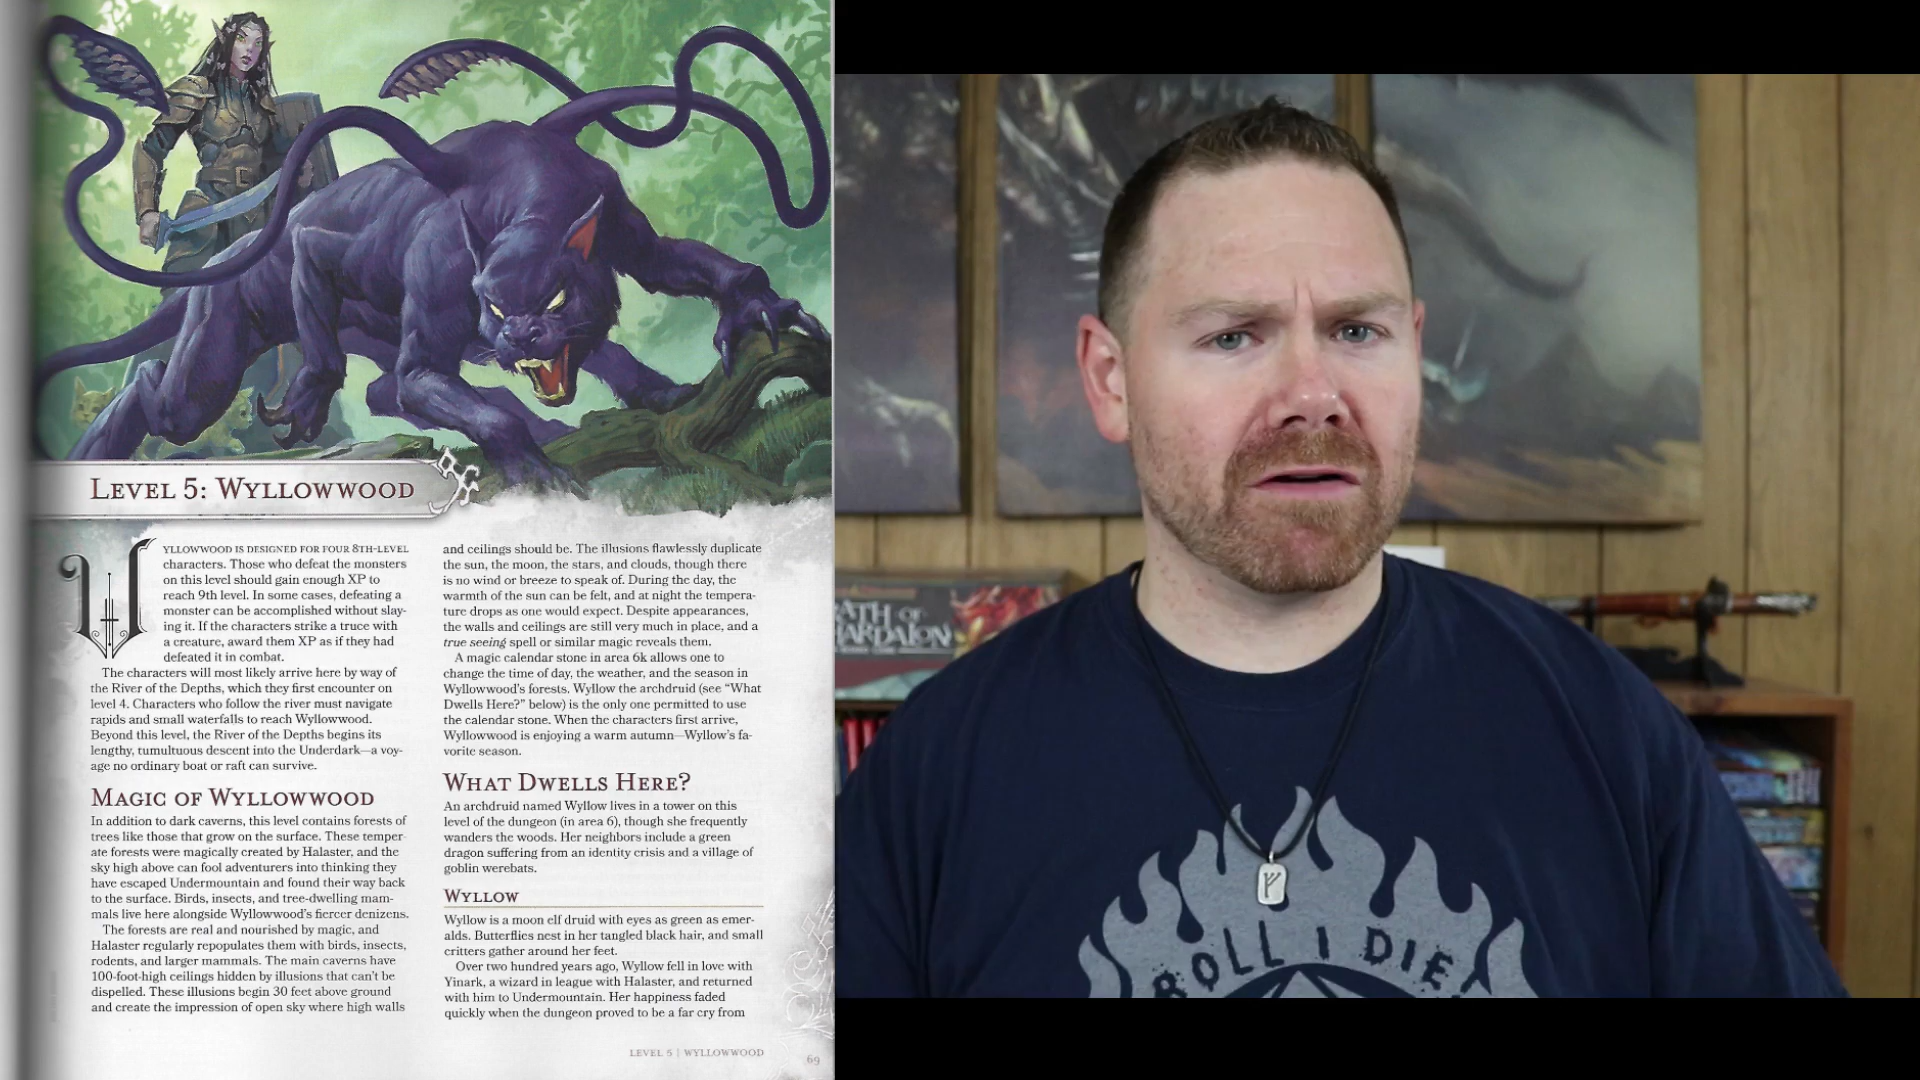 LEVEL 5: WYLLOWWOOD
WYLLOWWOOD IS DESIGNED FOR FOUR 8TH-LEVEL
characters. Those who defeat the monsters
on this level should gain enough XP to
reach 9th level. In some cases, defeating a
monster can be accomplished without slay-
ing it. If the characters strike a truce with
a creature, award them XP as if they had
defeated it in combat.
The characters will most likely arrive here by way of
the River of the Depths, which they first encounter on
level 4. Characters who follow the river must navigate
rapids and small waterfalls to reach Wyllowwood.
Beyond this level, the River of the Depths begins its
lengthy, tumultuous descent into the Underdark—a voy-
age no ordinary boat or raft can survive.
MAGIC OF WYLLOWWOOD
In addition to dark caverns, this level contains forests of
trees like those that grow on the surface. These temper-
ate forests were magically created by Halaster, and the
sky high above can fool adventurers into thinking they
have escaped Undermountain and found their way back
to the surface. Birds, insects, and tree-dwelling mam-
mals live here alongside Wyllowwood's fiercer denizens.
The forests are real and nourished by magic, and
Halaster regularly repopulates them with birds, insects,
rodents, and larger mammals. The main caverns have
100-foot-high ceilings hidden by illusions that can't be
dispelled. These illusions begin 30 feet above ground
and create the impression of open sky where high walls
and ceilings should be. The illusions flawlessly duplicate
the sun, the moon, the stars, and clouds, though there
is no wind or breeze to speak of. During the day, the
warmth of the sun can be felt, and at night the tempera-
ture drops as one would expect. Despite appearances,
the walls and ceilings are still very much in place, and a
true seeing spell or similar magic reveals them.
A magic calendar stone in area 6k allows one to
change the time of day, the weather, and the season in
Wyllowwood's forests. Wyllow the archdruid (see "What
Dwells Here?" below) is the only one permitted to use
the calendar stone. When the characters first arrive,
Wyllowwood is enjoying a warm autumn—Wyllow's fa-
vorite season.
WHAT DWELLS HERE?
An archdruid named Wyllow lives in a tower on this
level of the dungeon (in area 6), though she frequently
wanders the woods. Her neighbors include a green
dragon suffering from an identity crisis and a village of
goblin werebats.
WYLLOW
Wyllow is a moon elf druid with eyes as green as emer-
alds. Butterflies nest in her tangled black hair, and small
critters gather around her feet.
Over two hundred years ago, Wyllow fell in love with
Yinark, a wizard in league with Halaster, and returned
with him to Undermountain. Her happiness faded
quickly when the dungeon proved to be a far cry from
LEVEL 5 | WYLLOWWOOD
69
ATH OF
ARDALON
ROLL I DIE